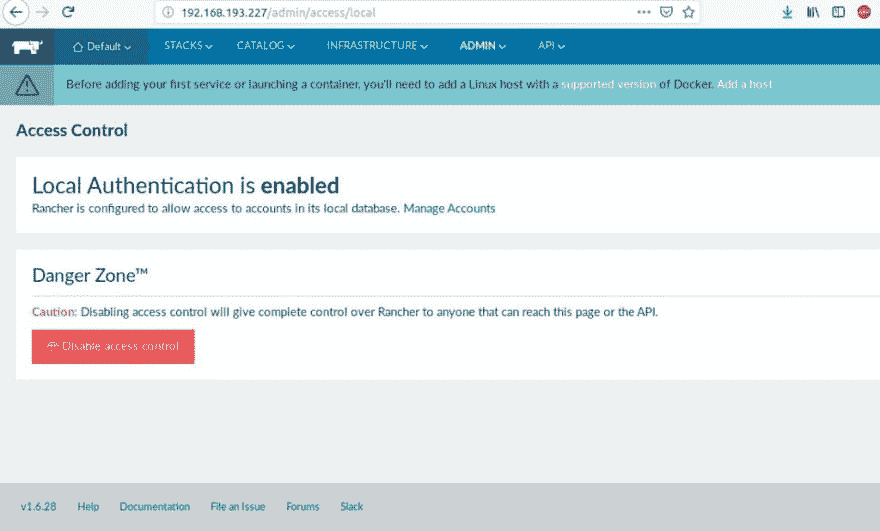 192.168.193.227/admin/access/local
Default STACKS CATALOG INFRASTRUCTURE ADMIN API
Before adding your first service or launching a container, you'll need to add a Linux host with a supported version of Docker. Add a host
Access Control
Local Authentication is enabled
Rancher is configured to allow access to accounts in its local database. Manage Accounts
Danger Zone™
Caution: Disabling access control will give complete control over Rancher to anyone that can reach this page or the API.
Disable access control
v1.6.28 Help Documentation File an Issue Forums Slack